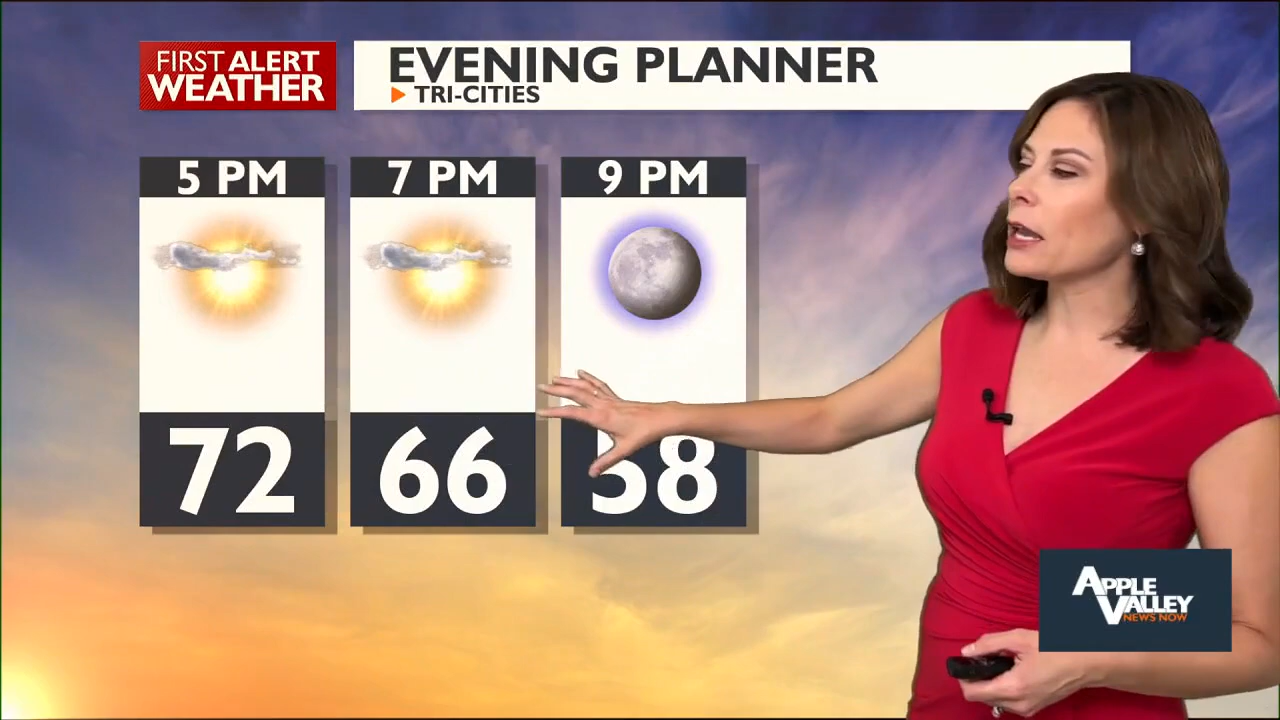 FIRST ALERT
WEATHER
EVENING PLANNER
TRI-CITIES
5 PM
7 PM
9 PM
72
66
58
APPLE
VALLEY
NEWS NOW